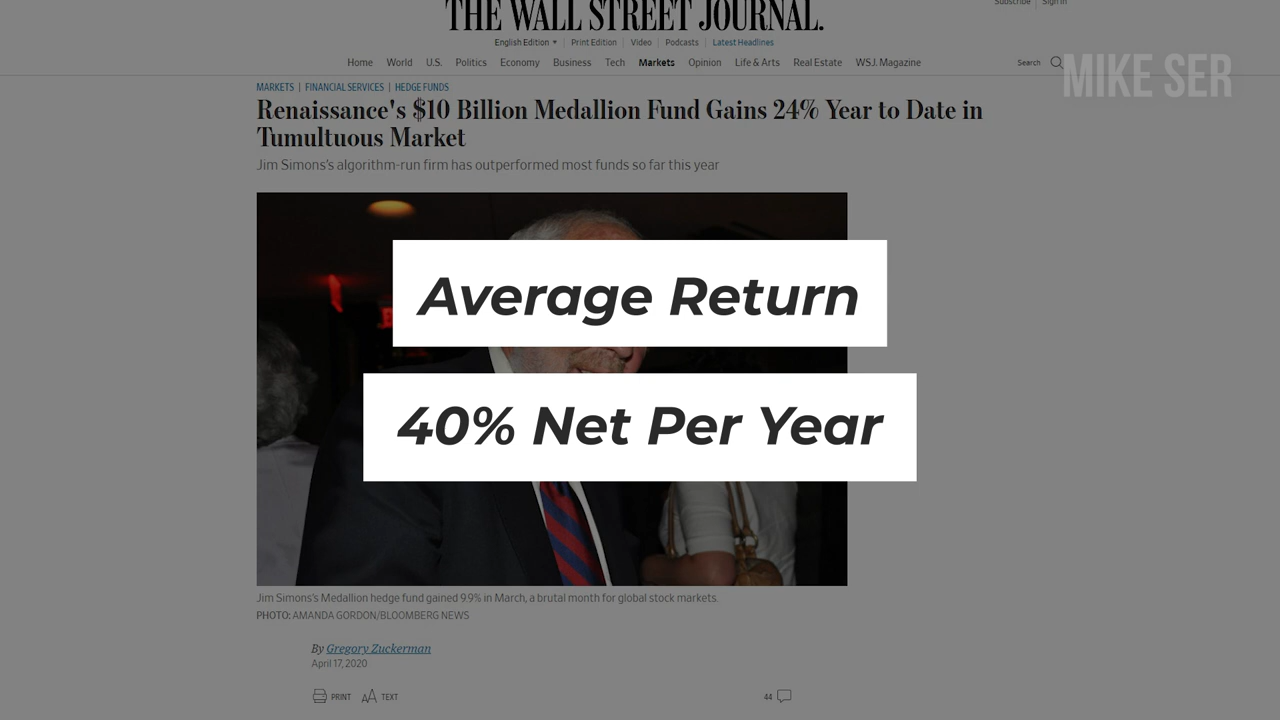 THE WALL STREET JOURNAL.
Subscribe | Sign In
English Edition ▾ | Print Edition | Video | Podcasts | Latest Headlines
Home World U.S. Politics Economy Business Tech Markets Opinion Life & Arts Real Estate WSJ. Magazine Search
MIKE SER
MARKETS | FINANCIAL SERVICES | HEDGE FUNDS
Renaissance's $10 Billion Medallion Fund Gains 24% Year to Date in
Tumultuous Market
Jim Simons's algorithm-run firm has outperformed most funds so far this year
Average Return
40% Net Per Year
Jim Simons's Medallion hedge fund gained 9.9% in March, a brutal month for global stock markets.
PHOTO: AMANDA GORDON/BLOOMBERG NEWS
By Gregory Zuckerman
April 17, 2020
PRINT AA TEXT 44